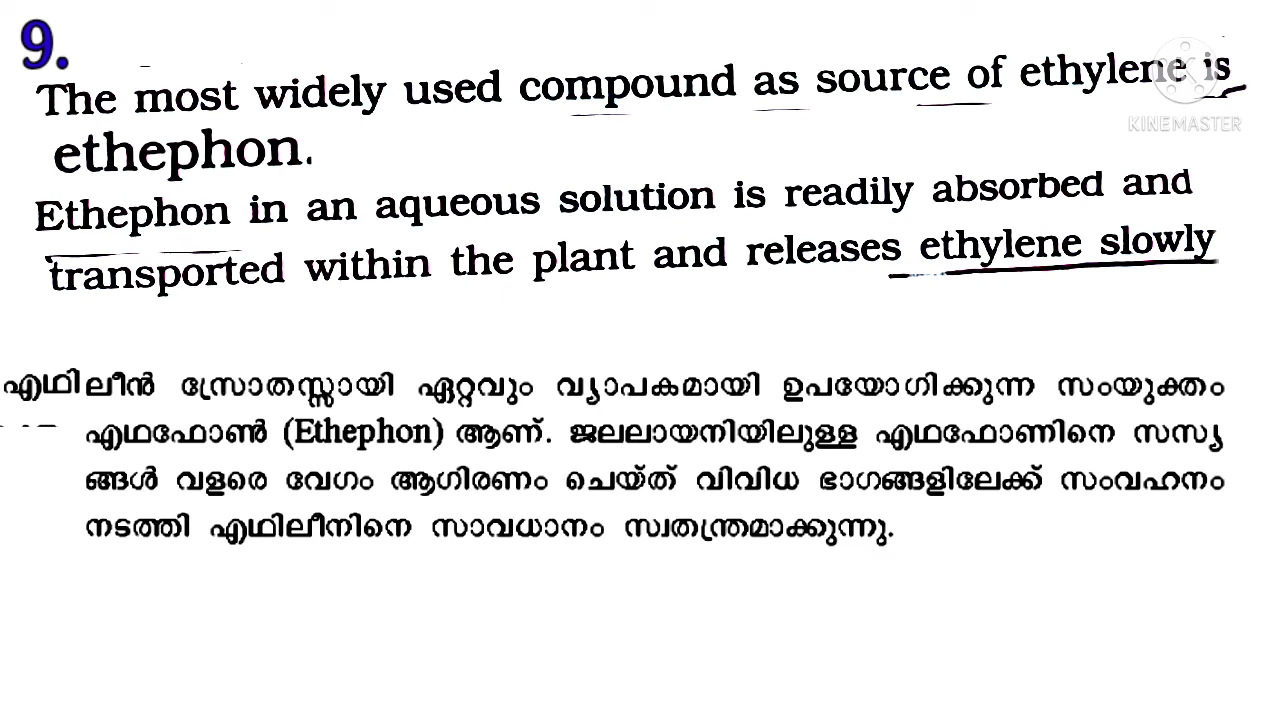 9.
The most widely used compound as source of ethylene is
KINEMASTER
ethephon.
Ethephon in an aqueous solution is readily absorbed and
transported within the plant and releases ethylene slowly
എഥിലീൻ സ്രോതസ്സായി ഏറ്റവും വ്യാപകമായി ഉപയോഗിക്കുന്ന സംയുക്തം
എഥഫോൺ (Ethephon) ആണ്. ജലലായനിയിലുള്ള എഥഫോണിനെ സസ്യ
ങ്ങൾ വളരെ വേഗം ആഗിരണം ചെയ്ത് വിവിധ ഭാഗങ്ങളിലേക്ക് സംവഹനം
നടത്തി എഥിലീനിനെ സാവധാനം സ്വതന്ത്രമാക്കുന്നു.